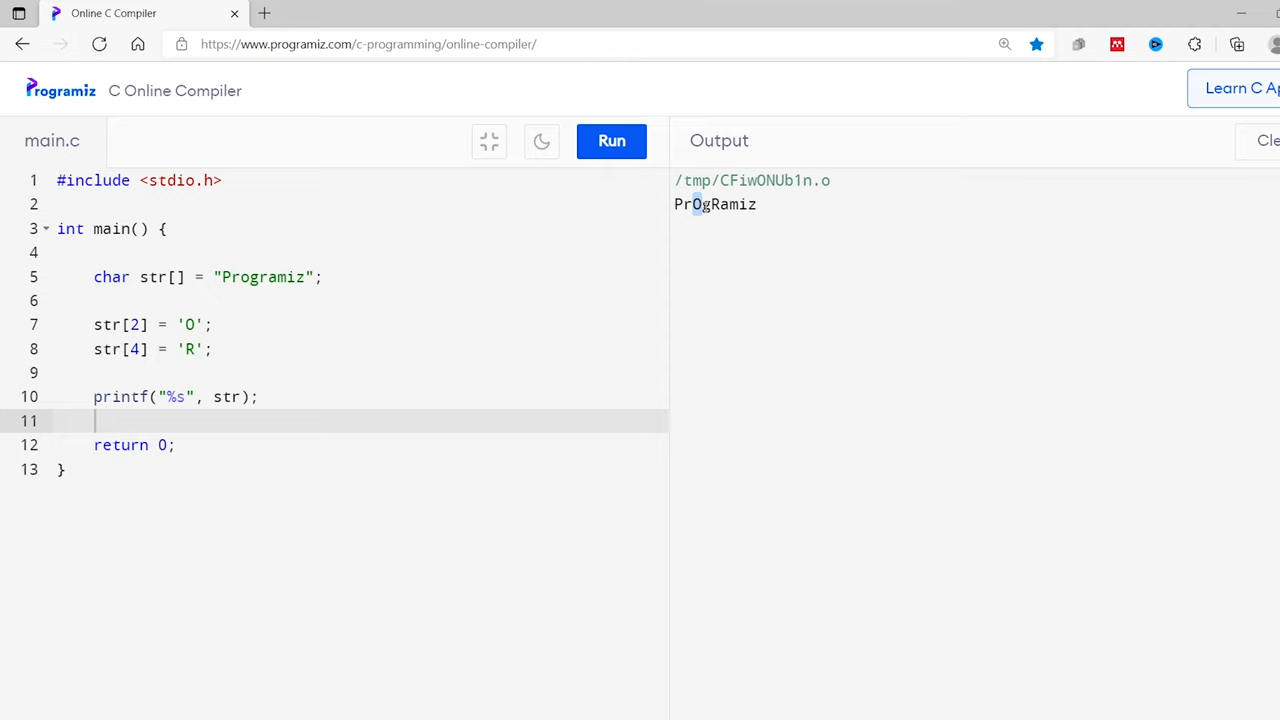 Online C Compiler
https://www.programiz.com/c-programming/online-compiler/
Programiz C Online Compiler
Learn C Ap
main.c
Run
Output
Cle
1 #include <stdio.h>
2
3 int main() {
4
5 char str[] = "Programiz";
6
7 str[2] = 'O';
8 str[4] = 'R';
9
10 printf("%s", str);
11
12 return 0;
13 }
/tmp/CFiwONUb1n.o
PrOgRamiz